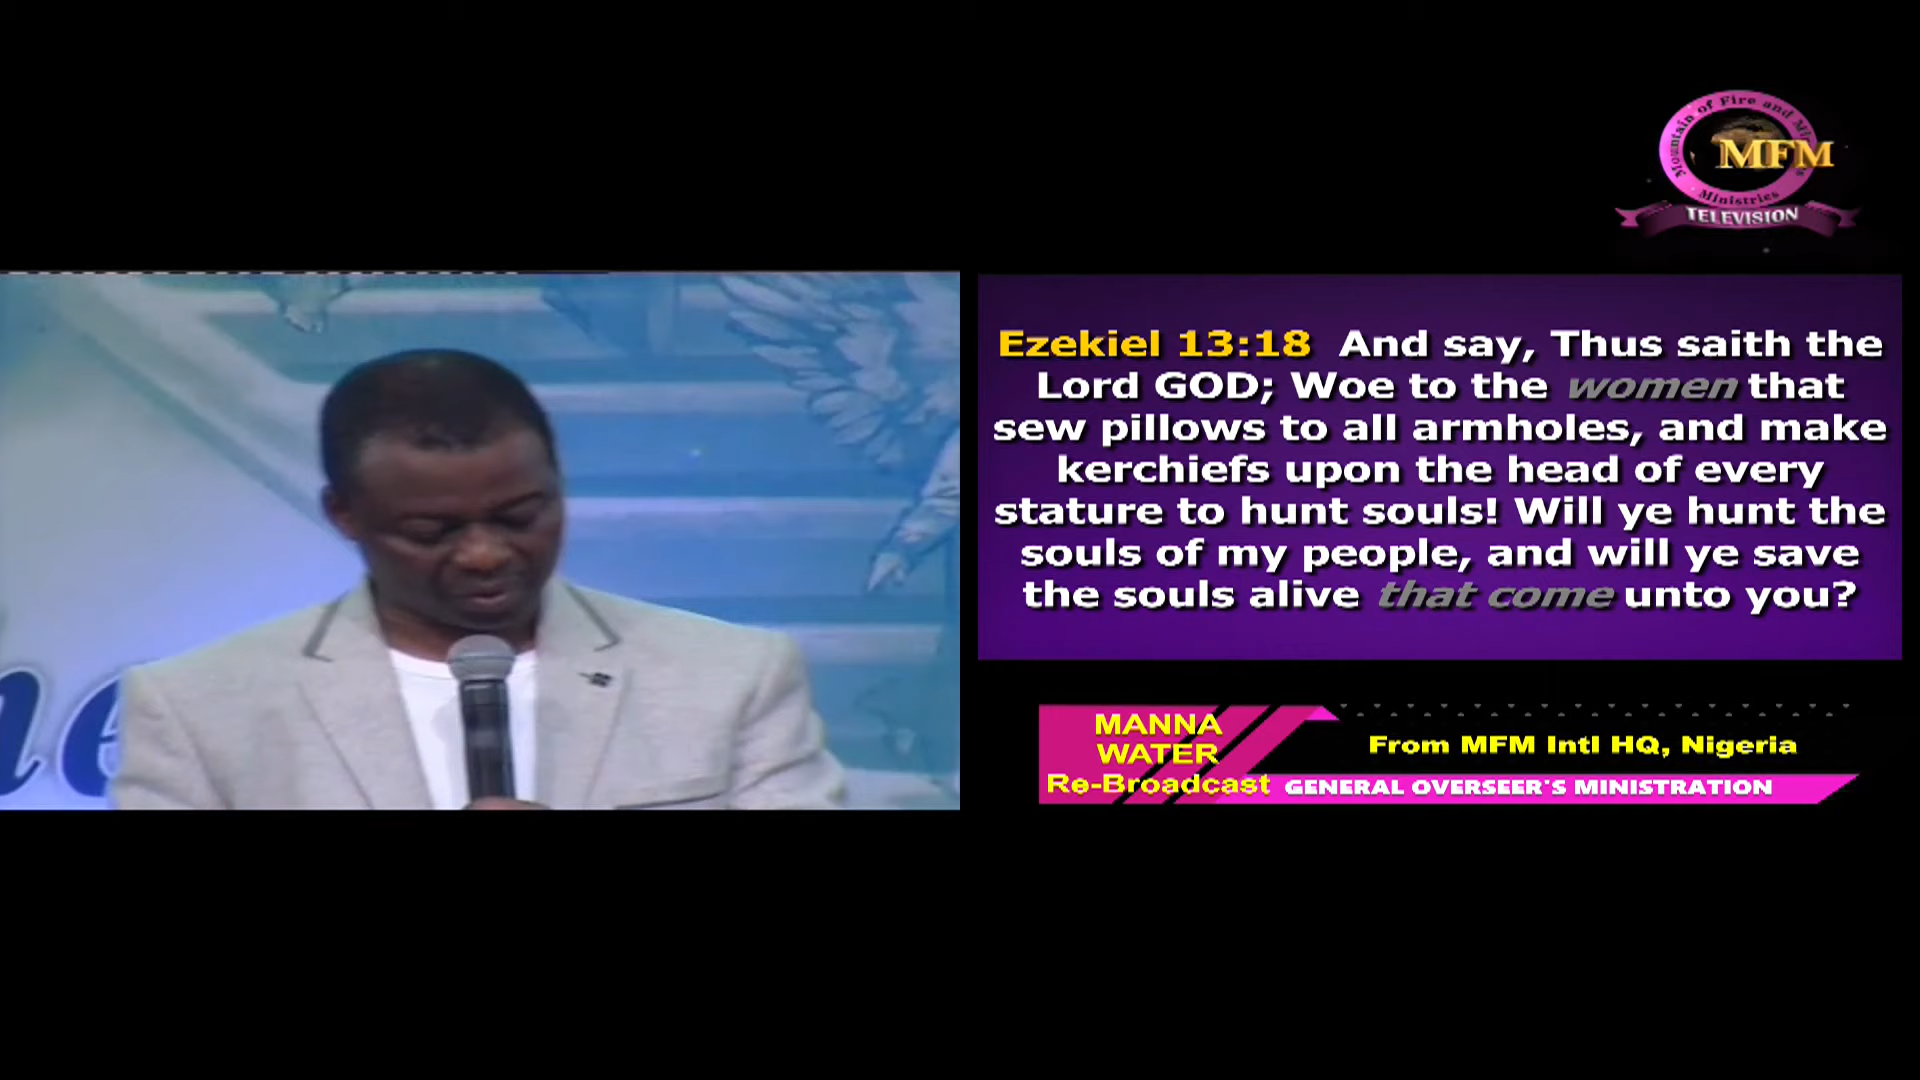 Mountain of Fire and
Ministries
MFM
TELEVISION
Ezekiel 13:18 And say, Thus saith the
Lord GOD; Woe to the women that
sew pillows to all armholes, and make
kerchiefs upon the head of every
stature to hunt souls! Will ye hunt the
souls of my people, and will ye save
the souls alive that come unto you?
MANNA
WATER
Re-Broadcast
From MFM Intl HQ, Nigeria
GENERAL OVERSEER'S MINISTRATION